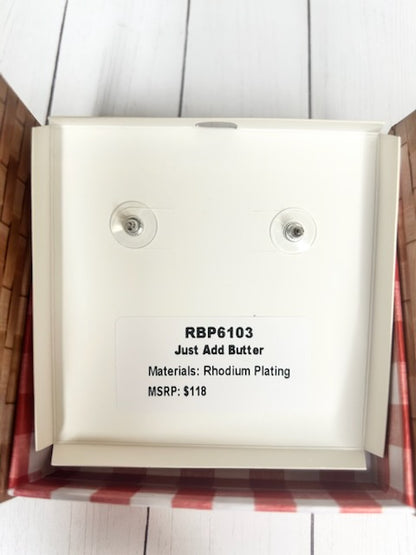 RBP6103
Just Add Butter
Materials: Rhodium Plating
MSRP: $118